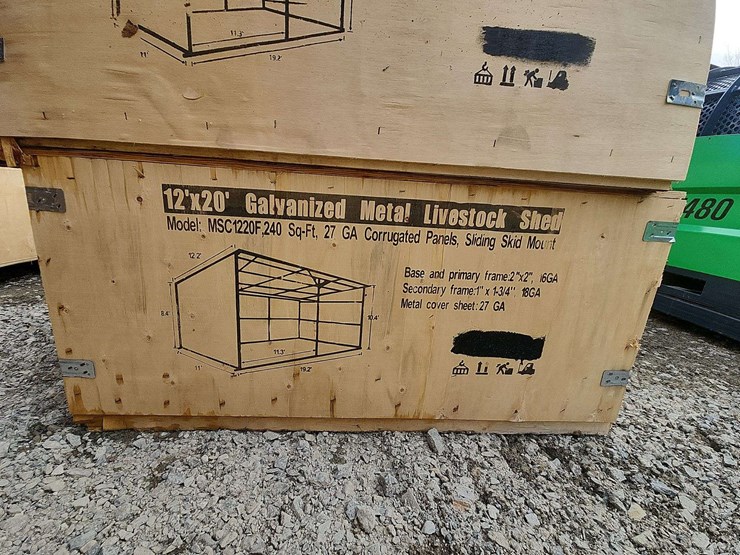 11.3'
11'
19.2'
480
12'x20' Galvanized Metal Livestock Shed
Model: MSC1220F,240 Sq-Ft, 27 GA Corrugated Panels, Sliding Skid Mount
12.2'
Base and primary frame:2"x2", 16GA
Secondary frame:1" x 1-3/4" 18GA
Metal cover sheet: 27 GA
8.4'
10.4'
11.3'
11'
19.2'